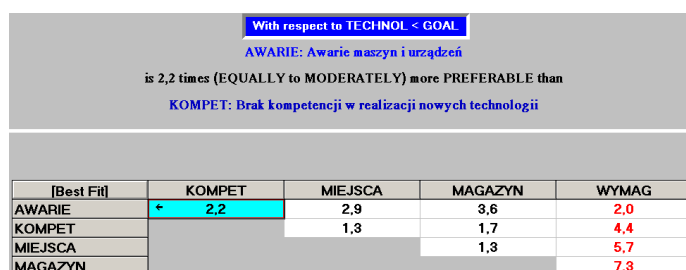 With respect to TECHNOL < GOAL
AWARIE: Awarie maszyn i urządzeń
is 2,2 times (EQUALLY to MODERATELY) more PREFERABLE than
KOMPET: Brak kompetencji w realizacji nowych technologii
[Best Fit] KOMPET MIEJSCA MAGAZYN WYMAG
AWARIE ← 2,2 2,9 3,6 2,0
KOMPET 1,3 1,7 4,4
MIEJSCA 1,3 5,7
MAGAZYN 7,3